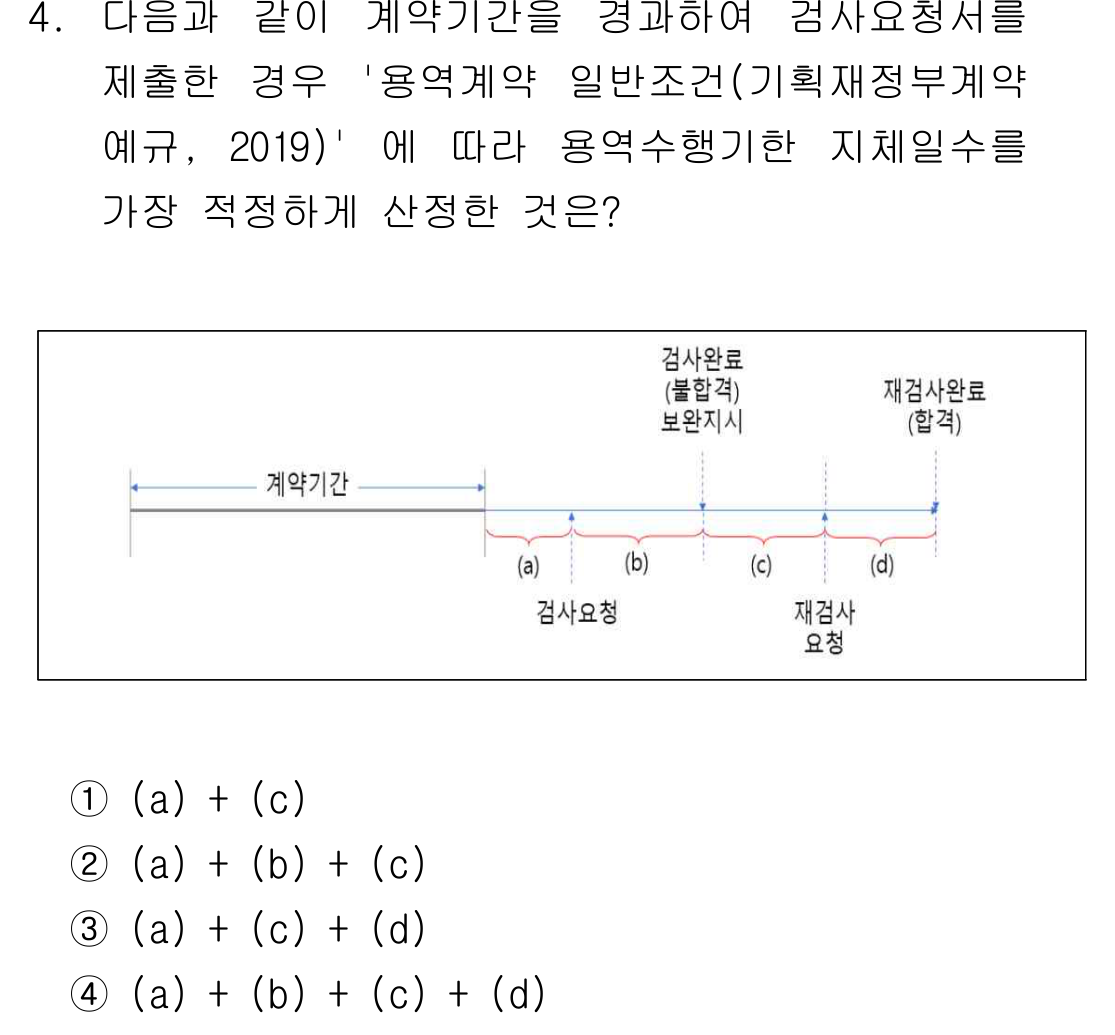 4. 다음과 같이 계약기간을 경과하여 검사요청서를
제출한 경우 '용역계약 일반조건(기획재정부계약
예규, 2019)' 에 따라 용역수행기한 지체일수를
가장 적정하게 산정한 것은?
검사완료
(불합격)
보완지시
재검사완료
(합격)
계약기간
(a)
(b)
(c)
(d)
검사요청
재검사
요청
① (a) + (c)
② (a) + (b) + (c)
③ (a) + (c) + (d)
④ (a) + (b) + (c) + (d)